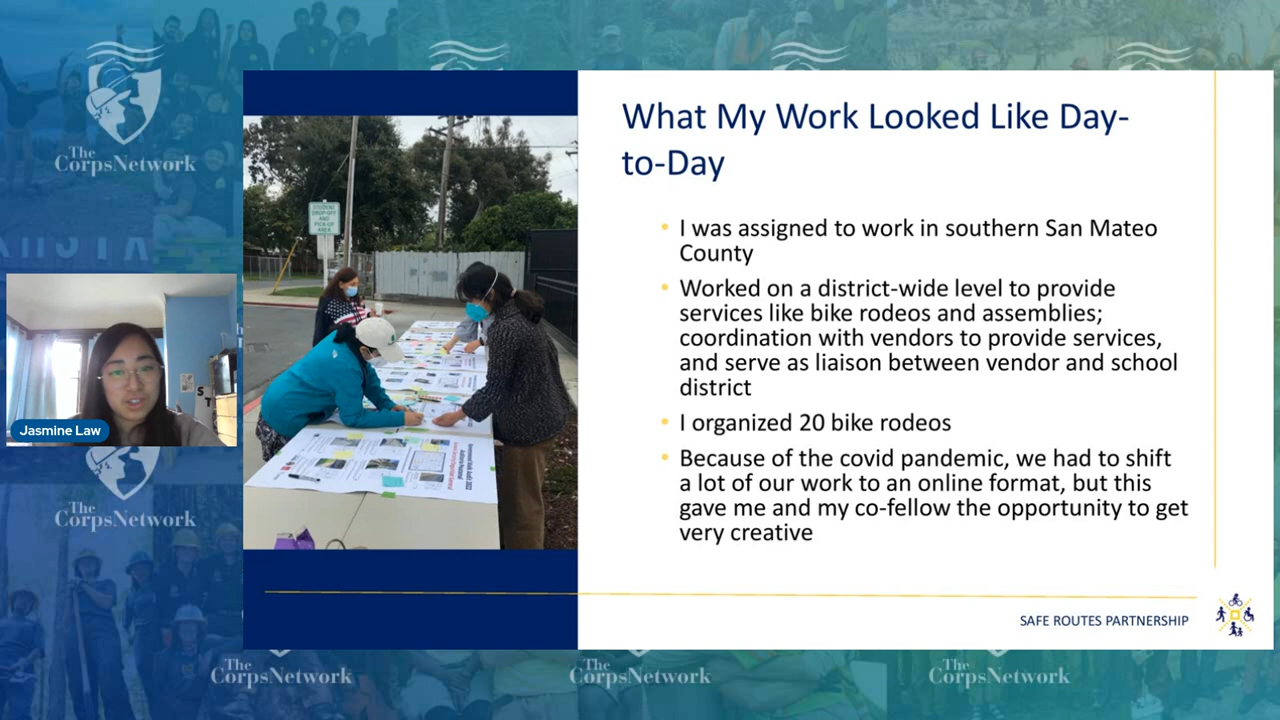 The
CorpsNetwork
What My Work Looked Like Day-
to-Day
STUDENT
DROP-OFF
AND
PICK-UP
AREA
• I was assigned to work in southern San Mateo
County
• Worked on a district-wide level to provide
services like bike rodeos and assemblies;
coordination with vendors to provide services,
and serve as liaison between vendor and school
district
• I organized 20 bike rodeos
• Because of the covid pandemic, we had to shift
a lot of our work to an online format, but this
gave me and my co-fellow the opportunity to get
very creative
Jasmine Law
The
CorpsNetwork
SAFE ROUTES PARTNERSHIP
The
CorpsNetwork
The
CorpsNetwork
The
CorpsNetwork